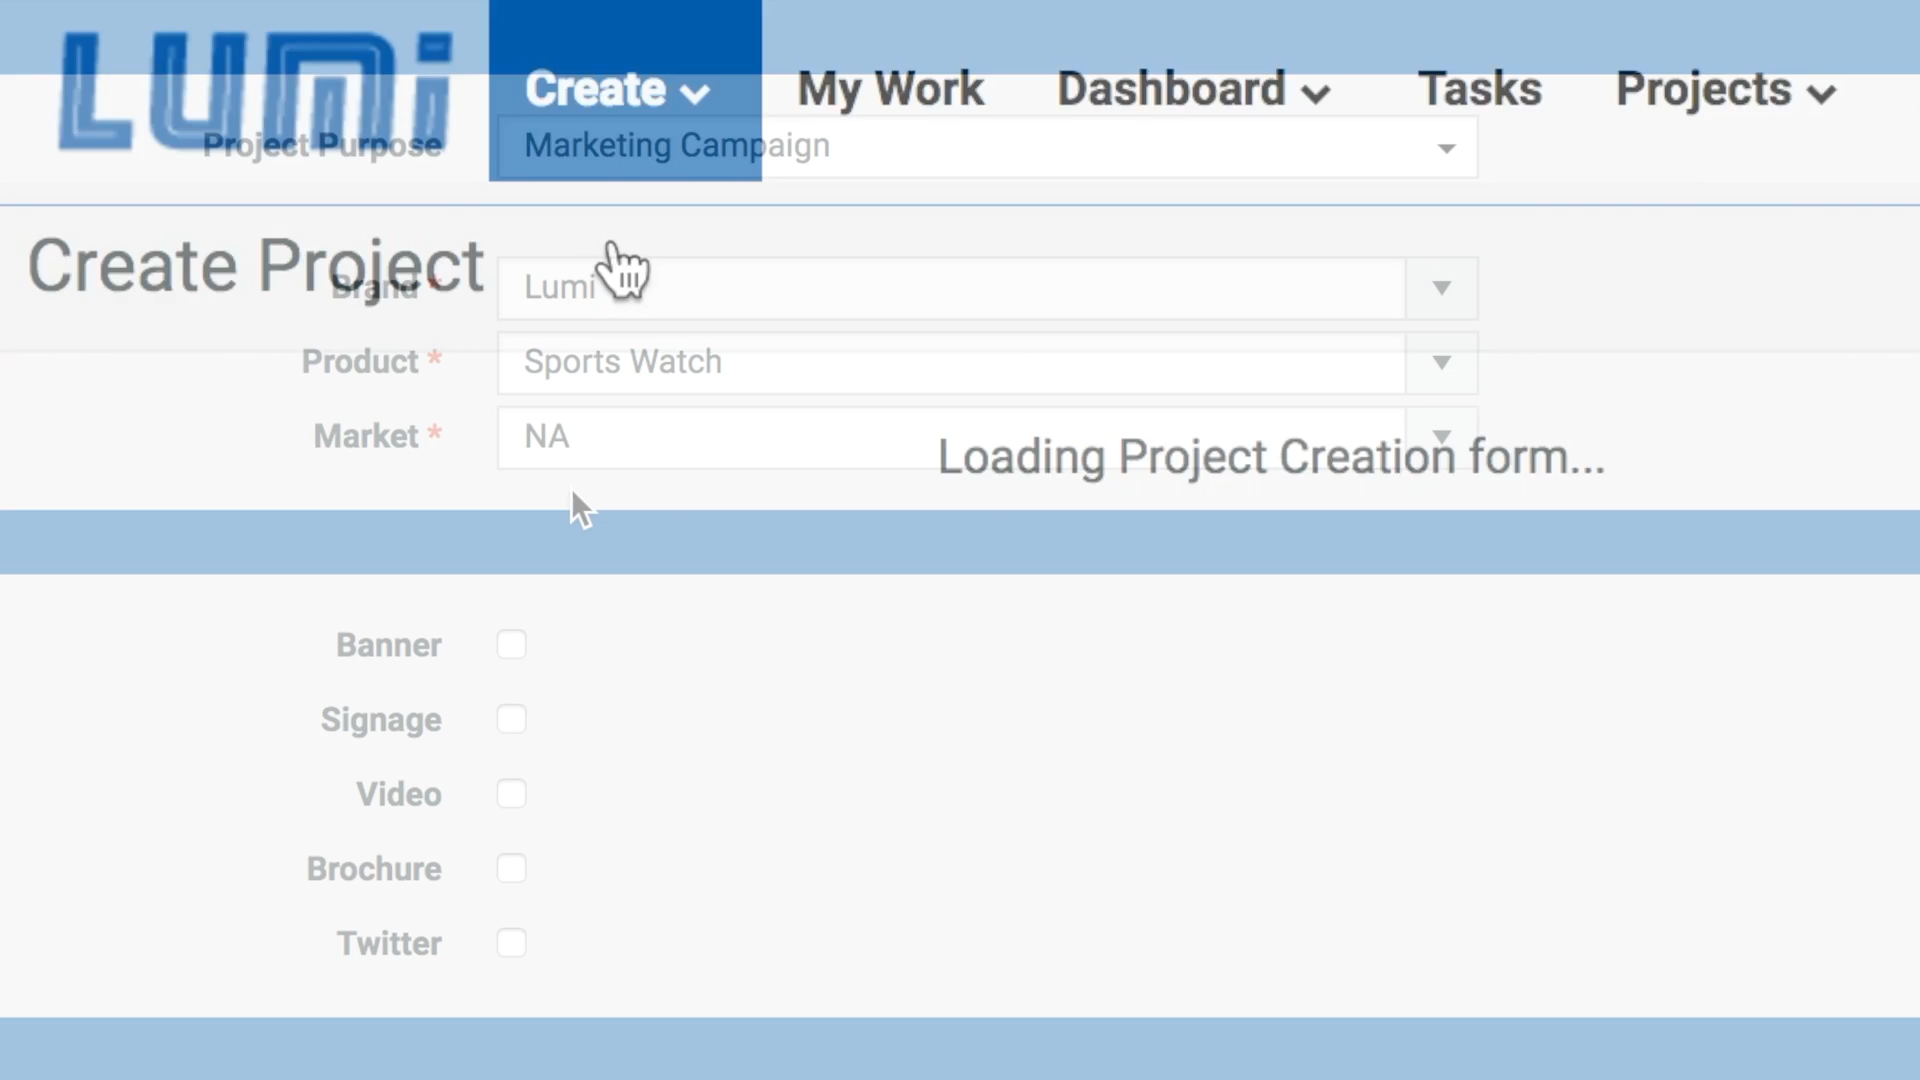 LUMi
Create My Work Dashboard Tasks Projects
Project Purpose Marketing Campaign
Create Project
Brand * Lumi
Product * Sports Watch
Market * NA
Loading Project Creation form...
Banner
Signage
Video
Brochure
Twitter